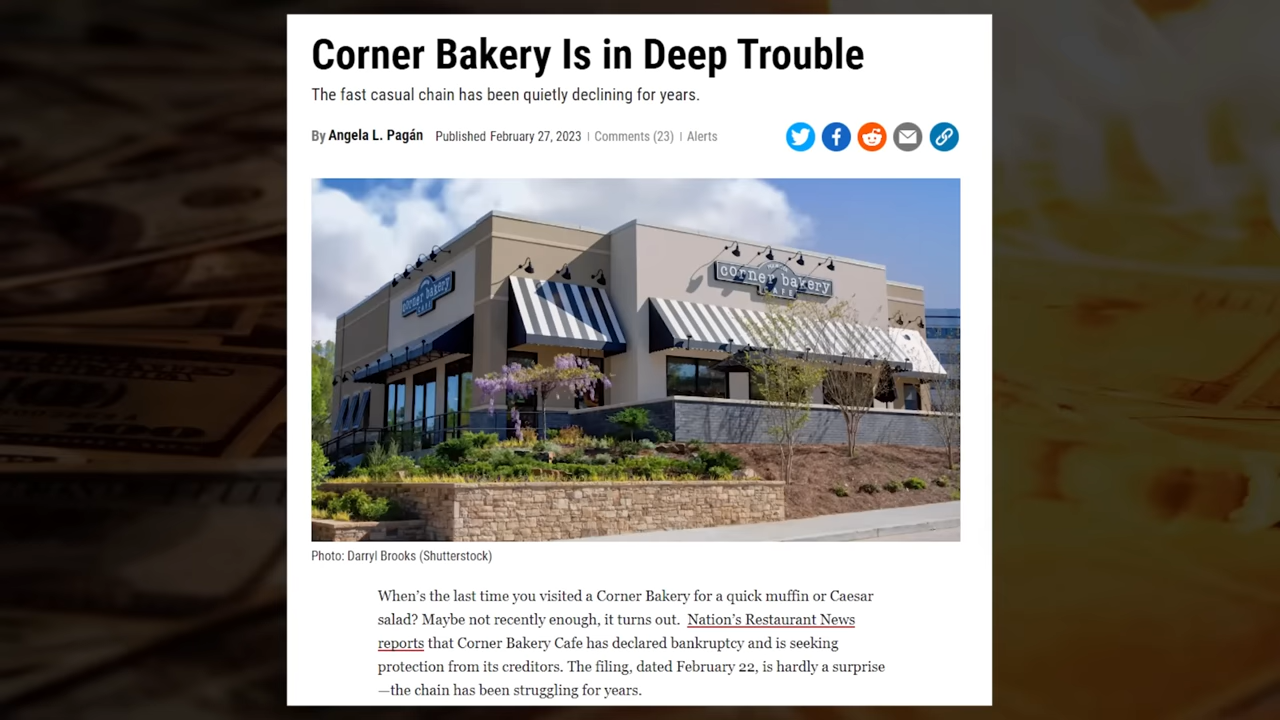 Corner Bakery Is in Deep Trouble
The fast casual chain has been quietly declining for years.
By Angela L. Pagán Published February 27, 2023 | Comments (23) | Alerts
corner bakery
CAFE
corner bakery
CAFE
Photo: Darryl Brooks (Shutterstock)
When’s the last time you visited a Corner Bakery for a quick muffin or Caesar
salad? Maybe not recently enough, it turns out. Nation’s Restaurant News
reports that Corner Bakery Cafe has declared bankruptcy and is seeking
protection from its creditors. The filing, dated February 22, is hardly a surprise
—the chain has been struggling for years.
100
100